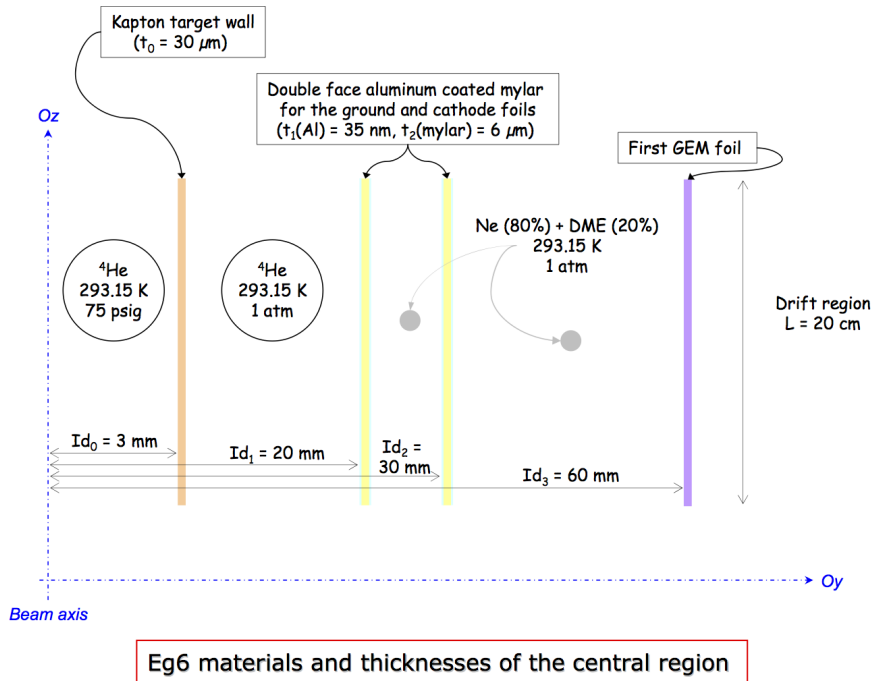 Kapton target wall
(t₀ = 30 µm)
Double face aluminum coated mylar
for the ground and cathode foils
(t₁(Al) = 35 nm, t₂(mylar) = 6 µm)
Oz
First GEM foil
⁴He
293.15 K
75 psig
⁴He
293.15 K
1 atm
Ne (80%) + DME (20%)
293.15 K
1 atm
Drift region
L = 20 cm
Id₀ = 3 mm
Id₁ = 20 mm
Id₂ =
30 mm
Id₃ = 60 mm
Oy
Beam axis
Eg6 materials and thicknesses of the central region